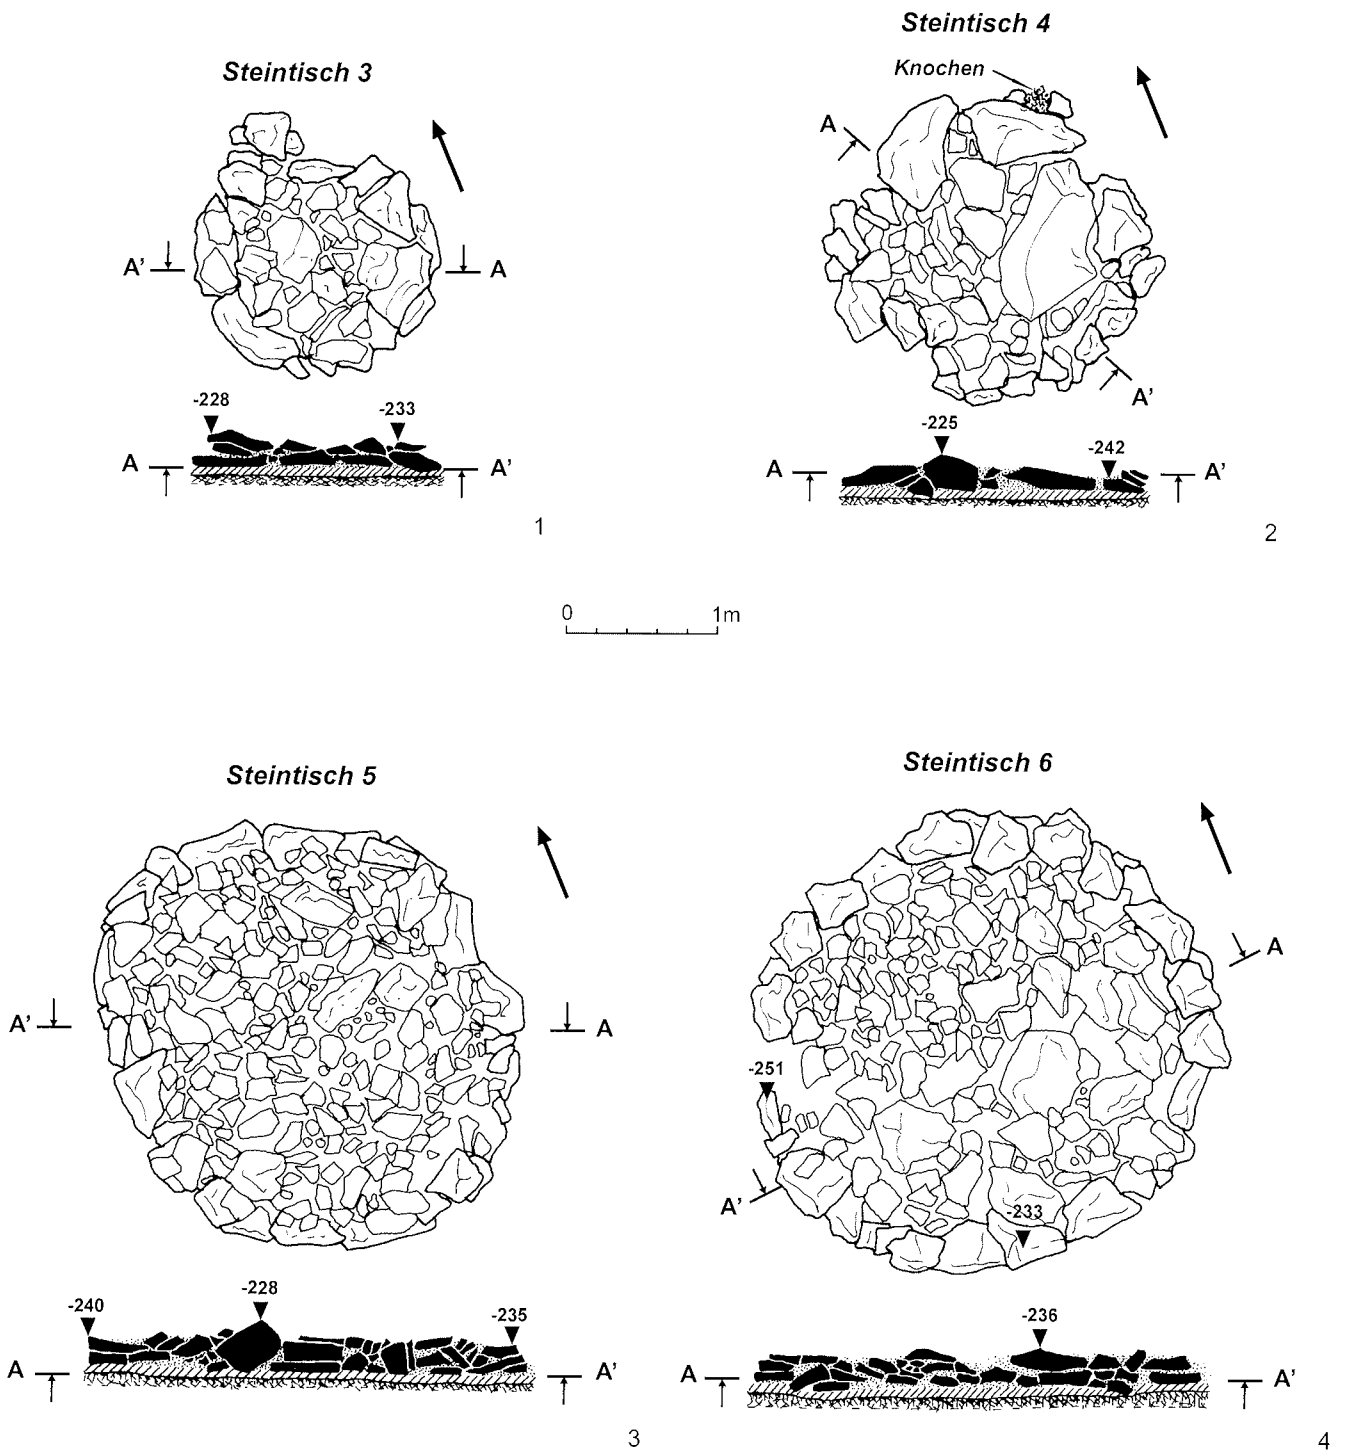 Steintisch 3
A' A
-228 -233
A A'
1
Steintisch 4
Knochen
A
A'
-225 -242
A A'
2
0 1m
Steintisch 5
A' A
-240 -228 -235
A A'
3
Steintisch 6
A
-251
A'
-233
-236
A A'
4